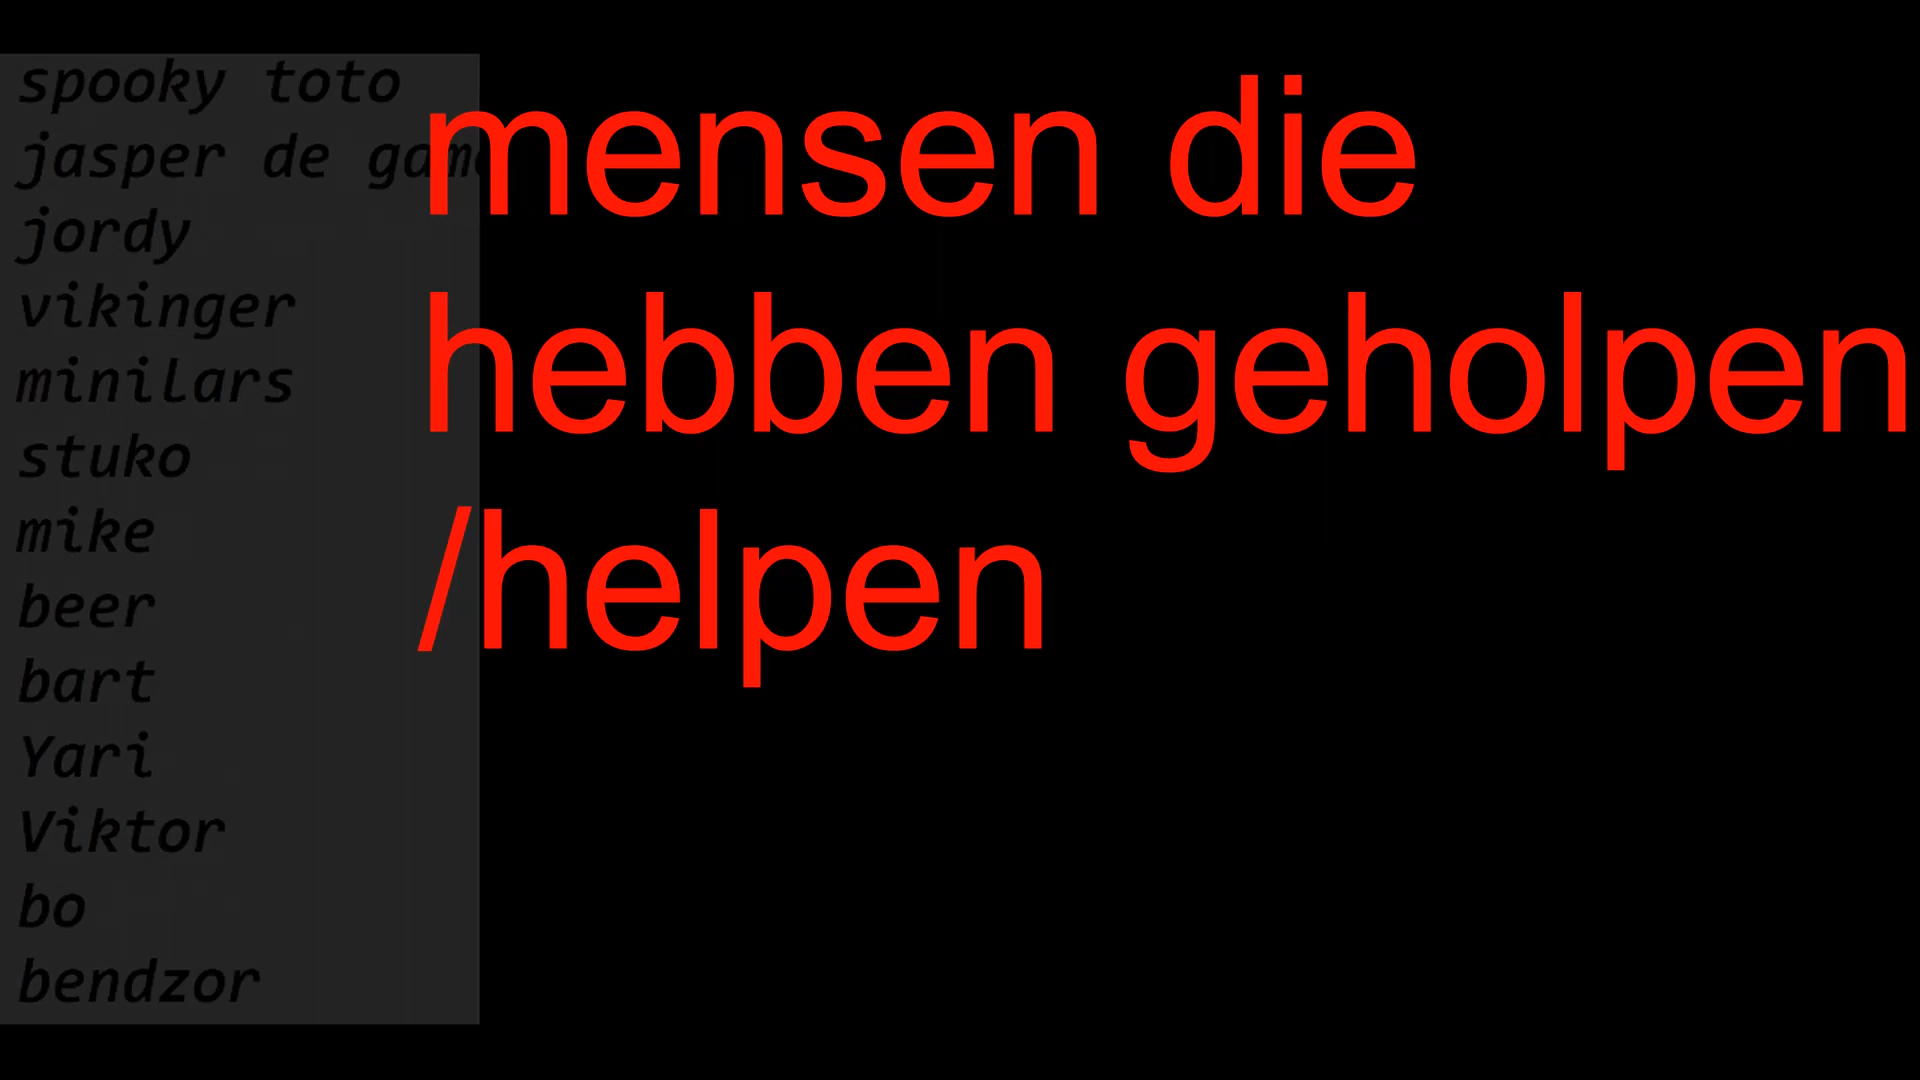 spooky toto
jasper de
jordy
vikinger
minilars
stuko
mike
beer
bart
Yari
Viktor
bo
bendzor
mensen die
hebben geholpen
/helpen